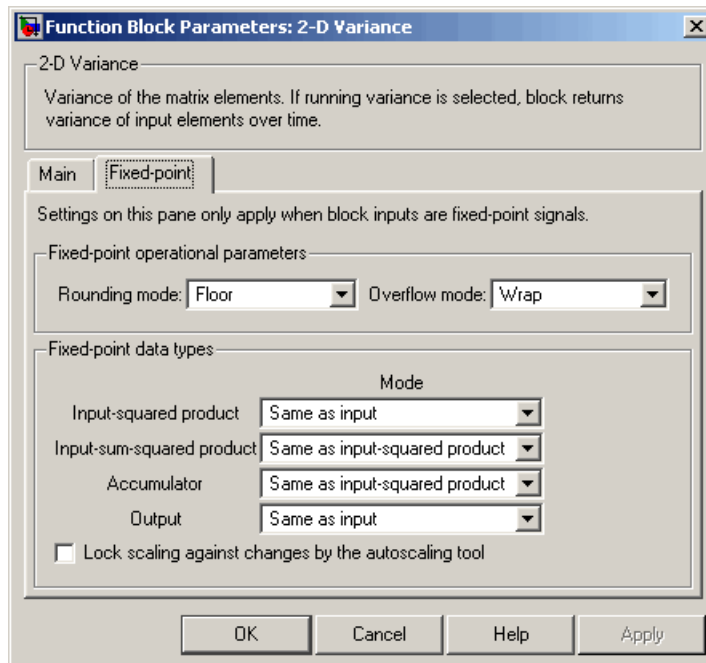 Function Block Parameters: 2-D Variance
2-D Variance
Variance of the matrix elements. If running variance is selected, block returns
variance of input elements over time.
Main Fixed-point
Settings on this pane only apply when block inputs are fixed-point signals.
Fixed-point operational parameters
Rounding mode: Floor Overflow mode: Wrap
Fixed-point data types
Mode
Input-squared product Same as input
Input-sum-squared product Same as input-squared product
Accumulator Same as input-squared product
Output Same as input
Lock scaling against changes by the autoscaling tool
OK Cancel Help Apply